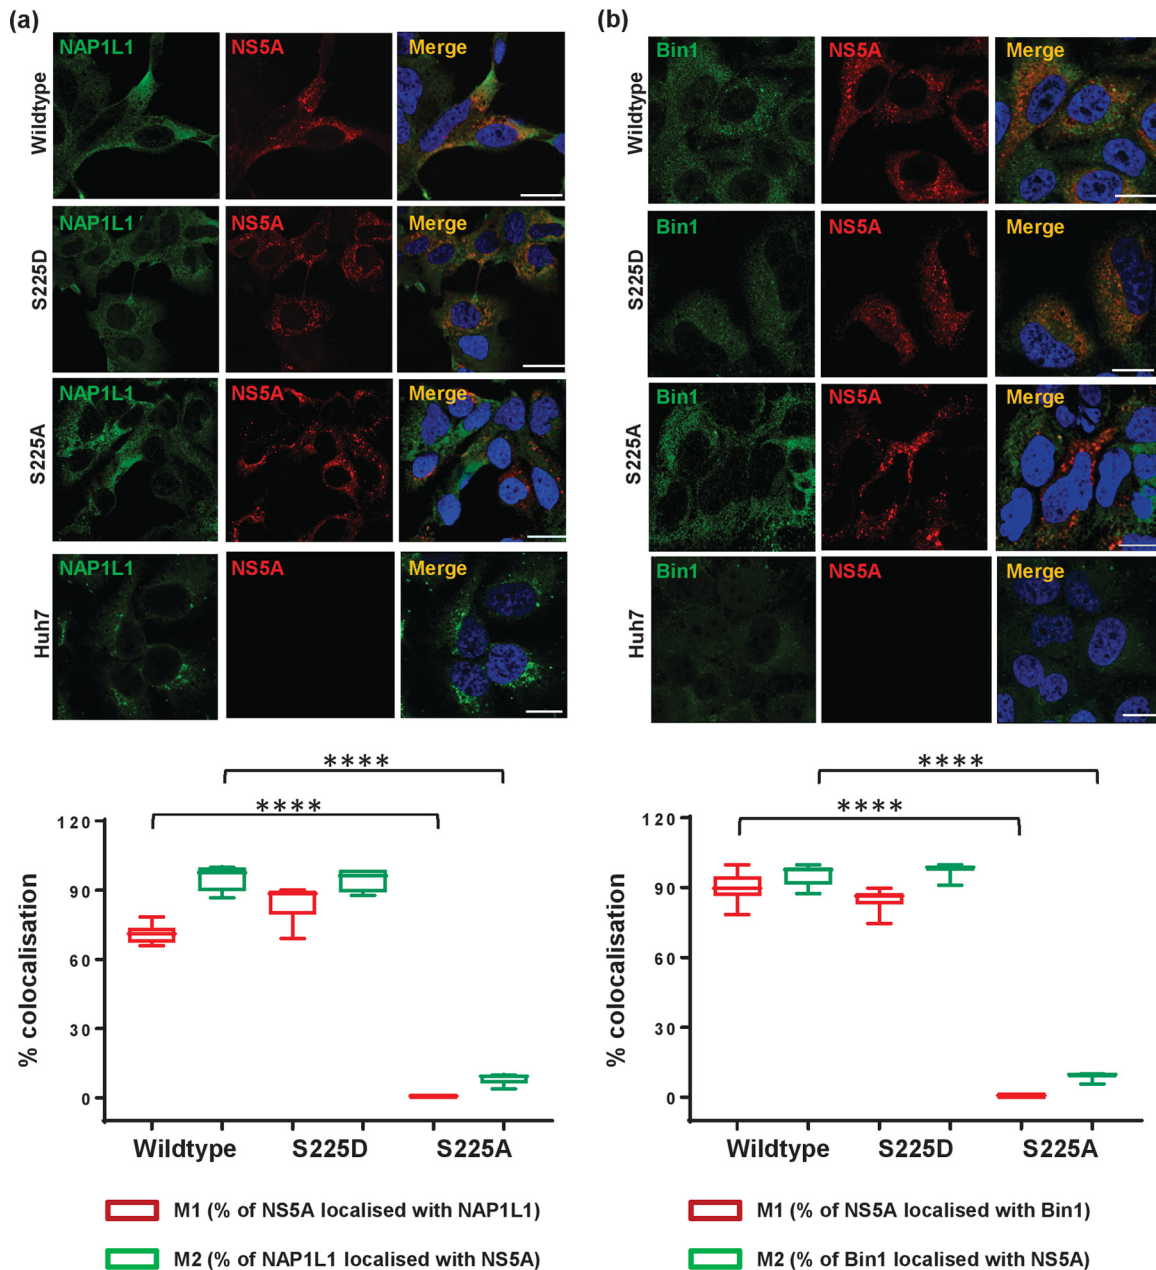 (a)
(b)
NAP1L1 NS5A Merge
Wildtype
Bin1 NS5A Merge
Wildtype
NAP1L1 NS5A Merge
S225D
Bin1 NS5A Merge
S225D
NAP1L1 NS5A Merge
S225A
Bin1 NS5A Merge
S225A
NAP1L1 NS5A Merge
Huh7
Bin1 NS5A Merge
Huh7
****
****
120
90
60
30
0
% colocalisation
Wildtype S225D S225A
M1 (% of NS5A localised with NAP1L1)
M2 (% of NAP1L1 localised with NS5A)
****
****
120
90
60
30
0
% colocalisation
Wildtype S225D S225A
M1 (% of NS5A localised with Bin1)
M2 (% of Bin1 localised with NS5A)